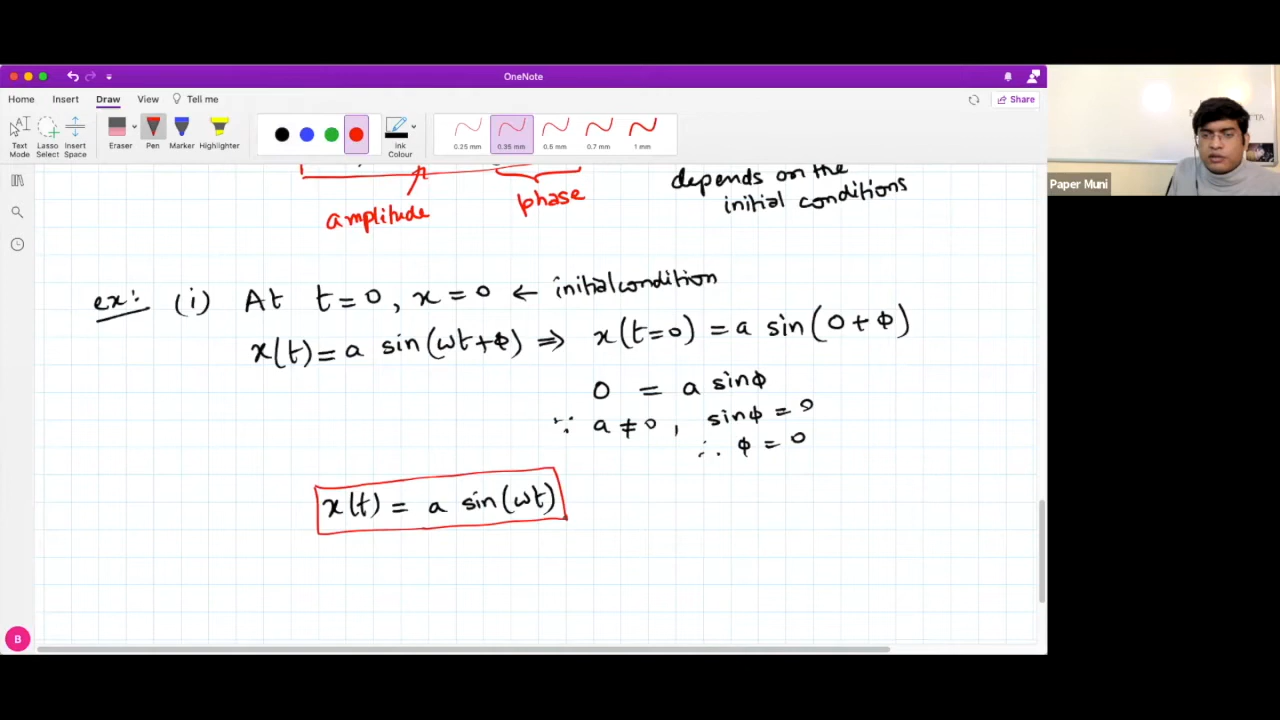 OneNote
Home Insert Draw View Tell me
Share
Text Mode
Lasso Select
Insert Space
Eraser
Pen
Marker
Highlighter
Ink Colour
0.25 mm
0.35 mm
0.5 mm
0.7 mm
1 mm
Paper Muni
amplitude
phase
depends on the
initial conditions
ex: (i) At t=0, x=0 ← initial condition
x(t)= a sin(ωt+φ) ⇒ x(t=0) = a sin(0+φ)
0 = a sinφ
∵ a≠0, sinφ = 0
∴ φ = 0
x(t) = a sin(ωt)
B